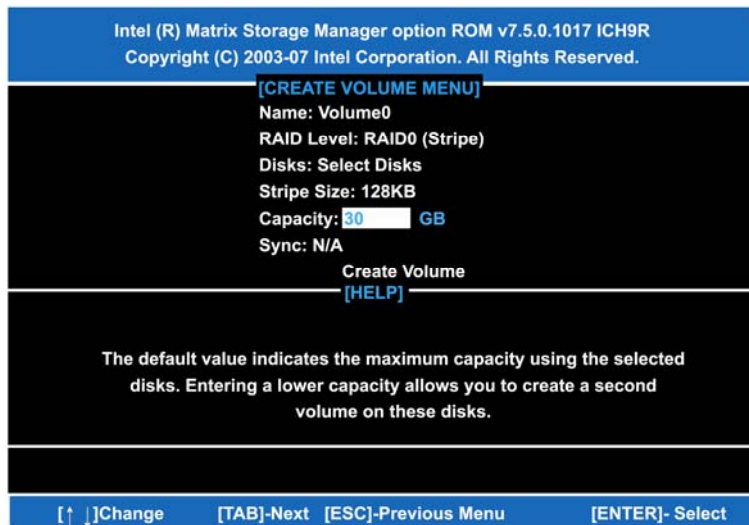 Intel (R) Matrix Storage Manager option ROM v7.5.0.1017 ICH9R
Copyright (C) 2003-07 Intel Corporation. All Rights Reserved.
[CREATE VOLUME MENU]
Name: Volume0
RAID Level: RAID0 (Stripe)
Disks: Select Disks
Stripe Size: 128KB
Capacity: 30 GB
Sync: N/A
Create Volume
[HELP]
The default value indicates the maximum capacity using the selected
disks. Entering a lower capacity allows you to create a second
volume on these disks.
[↑ ↓]Change [TAB]-Next [ESC]-Previous Menu [ENTER]- Select